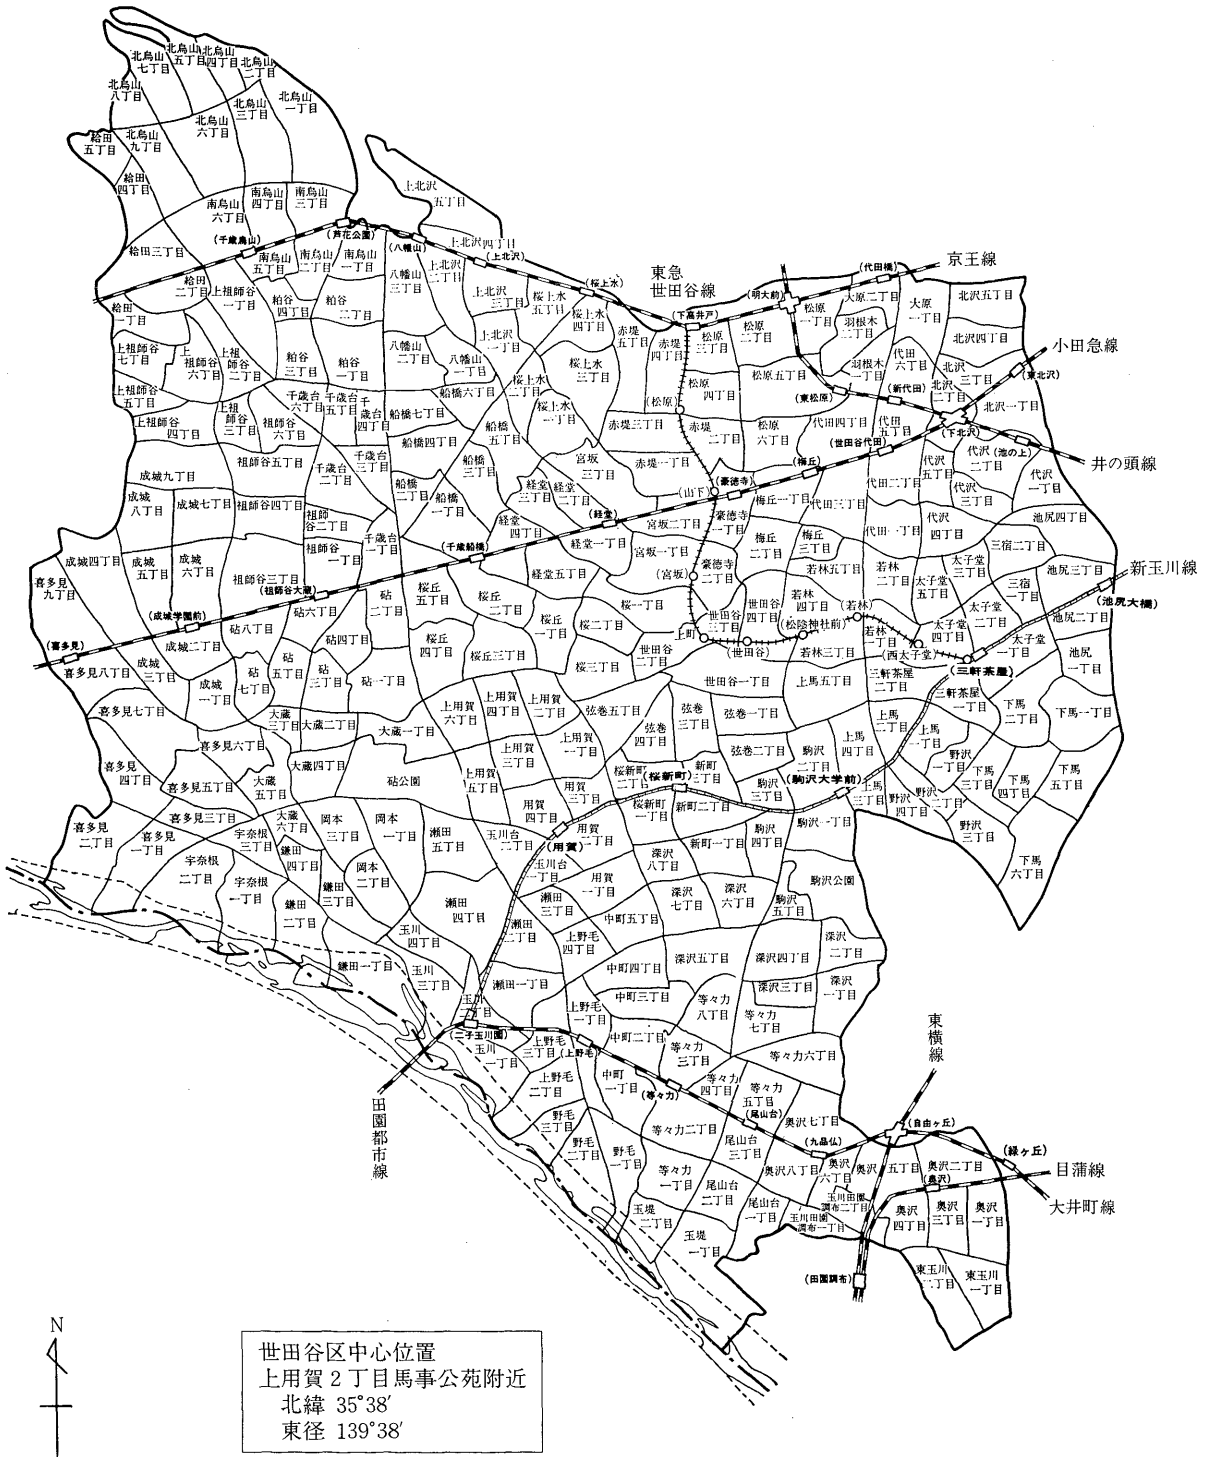 北烏山七丁目
北烏山五丁目
北烏山四丁目
北烏山二丁目
北烏山八丁目
北烏山三丁目
北烏山一丁目
北烏山六丁目
北烏山九丁目
給田五丁目
給田四丁目
南烏山六丁目
南烏山四丁目
南烏山三丁目
上北沢五丁目
(千歳烏山)
(芦花公園)
(八幡山)
上北沢四丁目
(上北沢)
給田三丁目
南烏山五丁目
南烏山二丁目
南烏山一丁目
八幡山三丁目
上北沢二丁目
上北沢三丁目
(桜上水)
桜上水五丁目
桜上水四丁目
東急世田谷線
(下高井戸)
(明大前)
(代田橋)
京王線
給田二丁目
給田一丁目
上祖師谷一丁目
粕谷四丁目
粕谷二丁目
上北沢一丁目
赤堤五丁目
赤堤四丁目
松原三丁目
松原二丁目
松原一丁目
大原二丁目
大原一丁目
羽根木二丁目
北沢五丁目
北沢四丁目
小田急線
上祖師谷七丁目
上祖師谷六丁目
上祖師谷二丁目
粕谷三丁目
粕谷一丁目
八幡山二丁目
八幡山一丁目
桜上水三丁目
桜上水二丁目
桜上水一丁目
松原五丁目
松原四丁目
羽根木一丁目
代田六丁目
北沢三丁目
北沢二丁目
(東北沢)
(新代田)
(東松原)
(松原)
北沢一丁目
上祖師谷五丁目
上祖師谷四丁目
上祖師谷三丁目
祖師谷六丁目
千歳台六丁目
千歳台五丁目
千歳台四丁目
船橋六丁目
船橋七丁目
船橋五丁目
船橋四丁目
赤堤三丁目
赤堤二丁目
松原六丁目
代田四丁目
代田五丁目
(世田谷代田)
(下北沢)
(池の上)
井の頭線
成城九丁目
祖師谷五丁目
千歳台三丁目
千歳台二丁目
船橋三丁目
船橋二丁目
船橋一丁目
宮坂三丁目
赤堤一丁目
(山下)
(豪徳寺)
(梅丘)
代田二丁目
代沢五丁目
代沢二丁目
代沢三丁目
代沢一丁目
成城八丁目
成城七丁目
祖師谷四丁目
祖師谷二丁目
経堂三丁目
経堂二丁目
経堂四丁目
(経堂)
宮坂二丁目
豪徳寺一丁目
梅丘一丁目
代田三丁目
代田一丁目
代沢四丁目
池尻四丁目
成城四丁目
成城五丁目
成城六丁目
祖師谷一丁目
千歳台一丁目
(千歳船橋)
経堂一丁目
宮坂一丁目
梅丘二丁目
梅丘三丁目
三宿二丁目
喜多見九丁目
祖師谷三丁目
(祖師谷大蔵)
砧二丁目
桜丘五丁目
桜丘二丁目
経堂五丁目
(宮坂)
豪徳寺二丁目
若林五丁目
若林二丁目
太子堂五丁目
太子堂三丁目
三宿一丁目
池尻三丁目
新玉川線
(池尻大橋)
(喜多見)
(成城学園前)
成城二丁目
砧八丁目
砧六丁目
砧四丁目
桜丘四丁目
桜丘一丁目
桜一丁目
桜二丁目
上町
世田谷三丁目
世田谷四丁目
(世田谷)
若林四丁目
(松陰神社前)
(若林)
若林一丁目
太子堂四丁目
太子堂二丁目
太子堂一丁目
池尻二丁目
喜多見八丁目
成城三丁目
成城一丁目
砧七丁目
砧五丁目
砧三丁目
砧一丁目
桜丘三丁目
桜三丁目
世田谷二丁目
世田谷一丁目
若林三丁目
(西太子堂)
(三軒茶屋)
池尻一丁目
喜多見七丁目
喜多見六丁目
大蔵三丁目
大蔵二丁目
大蔵一丁目
上用賀六丁目
上用賀四丁目
上用賀二丁目
弦巻五丁目
弦巻四丁目
弦巻三丁目
弦巻一丁目
上馬五丁目
三軒茶屋二丁目
三軒茶屋一丁目
下馬二丁目
下馬一丁目
喜多見四丁目
喜多見五丁目
大蔵五丁目
大蔵四丁目
砧公園
上用賀五丁目
上用賀三丁目
上用賀一丁目
桜新町二丁目
(桜新町)
新町三丁目
弦巻二丁目
駒沢二丁目
上馬四丁目
上馬二丁目
上馬一丁目
(駒沢大学前)
駒沢三丁目
上馬三丁目
野沢一丁目
野沢二丁目
野沢四丁目
野沢三丁目
下馬三丁目
下馬四丁目
下馬五丁目
下馬六丁目
喜多見三丁目
喜多見二丁目
喜多見一丁目
大蔵六丁目
宇奈根三丁目
宇奈根二丁目
宇奈根一丁目
岡本三丁目
岡本一丁目
岡本二丁目
瀬田五丁目
玉川台二丁目
用賀四丁目
用賀三丁目
用賀二丁目
(用賀)
桜新町一丁目
新町二丁目
新町一丁目
駒沢四丁目
駒沢一丁目
駒沢公園
鎌田四丁目
鎌田三丁目
鎌田二丁目
鎌田一丁目
玉川台一丁目
用賀一丁目
深沢八丁目
深沢七丁目
深沢六丁目
駒沢五丁目
瀬田四丁目
瀬田三丁目
瀬田二丁目
瀬田一丁目
上野毛四丁目
中町五丁目
中町四丁目
深沢五丁目
深沢四丁目
深沢三丁目
深沢二丁目
深沢一丁目
玉川四丁目
玉川三丁目
玉川二丁目
(二子玉川園)
玉川一丁目
上野毛一丁目
上野毛三丁目
(上野毛)
上野毛二丁目
中町三丁目
中町二丁目
中町一丁目
等々力八丁目
等々力七丁目
等々力六丁目
等々力三丁目
等々力四丁目
等々力五丁目
(等々力)
(尾山台)
東横線
田園都市線
野毛三丁目
野毛二丁目
野毛一丁目
等々力二丁目
等々力一丁目
尾山台三丁目
尾山台二丁目
尾山台一丁目
奥沢七丁目
奥沢八丁目
(九品仏)
(自由ヶ丘)
(緑ヶ丘)
奥沢六丁目
奥沢五丁目
奥沢二丁目
(奥沢)
目蒲線
大井町線
玉川田園調布二丁目
玉川田園調布一丁目
奥沢四丁目
奥沢三丁目
奥沢一丁目
玉堤二丁目
玉堤一丁目
(田園調布)
東玉川二丁目
東玉川一丁目
N
世田谷区中心位置
上用賀2丁目馬事公苑附近
北緯 35°38′
東径 139°38′